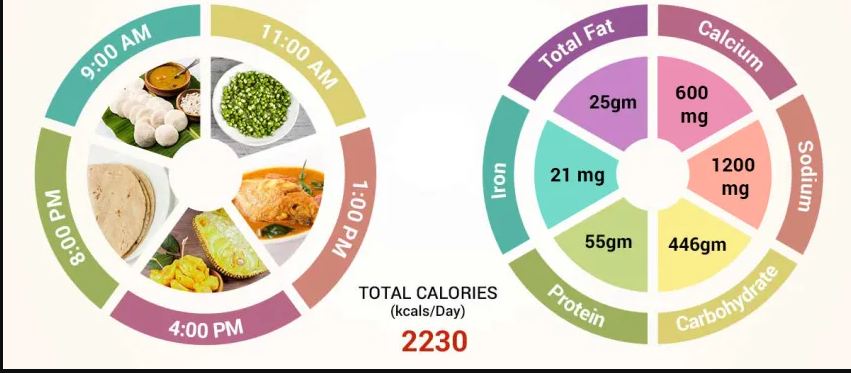 9:00 AM
11:00 AM
1:00 PM
4:00 PM
8:00 PM
TOTAL CALORIES
(kcals/Day)
2230
Total Fat
25gm
Calcium
600
mg
Sodium
1200
mg
Carbohydrate
446gm
Protein
55gm
Iron
21 mg